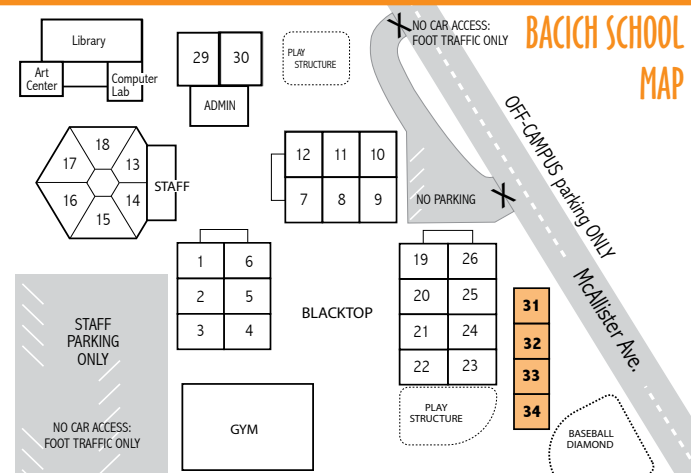 BACICH SCHOOL
MAP
NO CAR ACCESS:
FOOT TRAFFIC ONLY
Library
Art
Center
Computer
Lab
29
30
ADMIN
PLAY
STRUCTURE
OFF-CAMPUS parking ONLY
18
17
13
16
14
15
STAFF
12
11
10
7
8
9
NO PARKING
1
6
2
5
3
4
BLACKTOP
19
26
20
25
21
24
22
23
31
32
33
34
McAllister Ave.
STAFF
PARKING
ONLY
NO CAR ACCESS:
FOOT TRAFFIC ONLY
GYM
PLAY
STRUCTURE
BASEBALL
DIAMOND